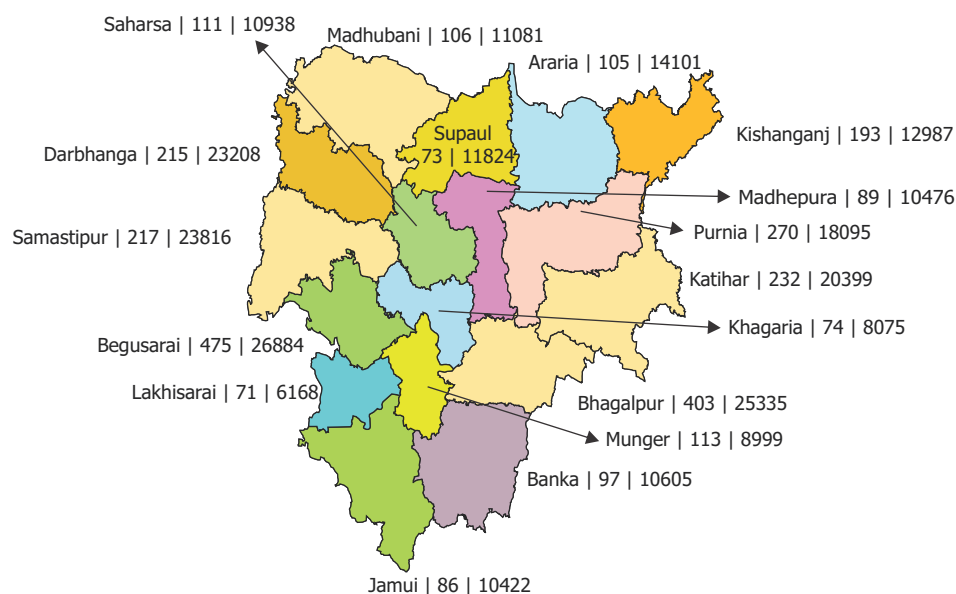 Saharsa | 111 | 10938
Madhubani | 106 | 11081
Araria | 105 | 14101
Supaul
73 | 11824
Kishanganj | 193 | 12987
Darbhanga | 215 | 23208
Madhepura | 89 | 10476
Purnia | 270 | 18095
Samastipur | 217 | 23816
Katihar | 232 | 20399
Khagaria | 74 | 8075
Begusarai | 475 | 26884
Lakhisarai | 71 | 6168
Bhagalpur | 403 | 25335
Munger | 113 | 8999
Banka | 97 | 10605
Jamui | 86 | 10422